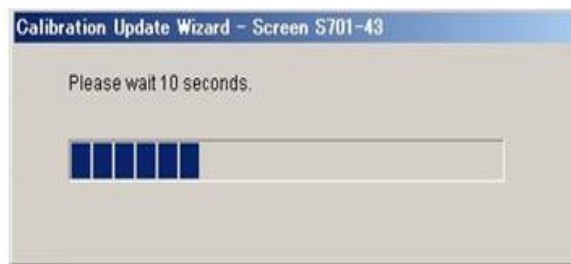 Calibration Update Wizard - Screen S701-43
Please wait 10 seconds.